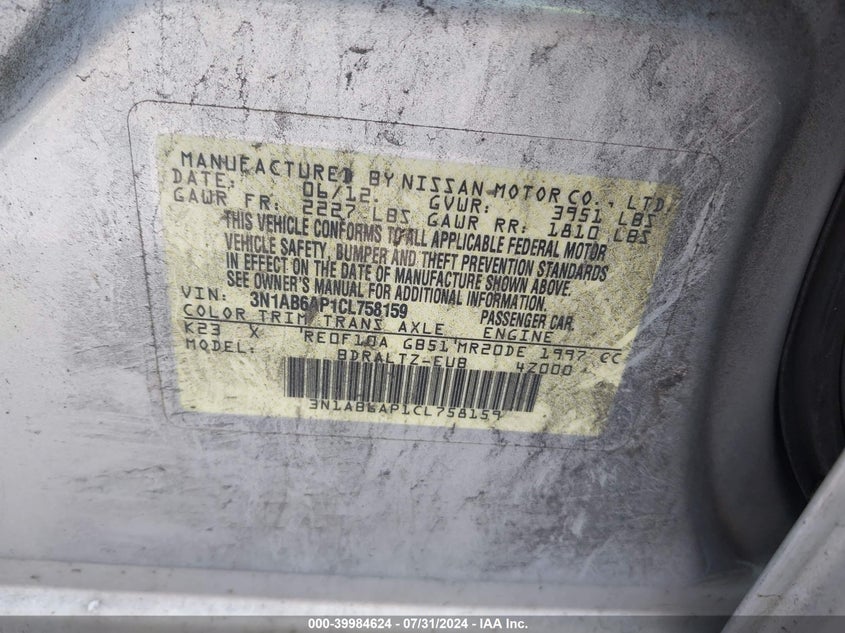 MANUFACTURED BY NISSAN MOTOR CO., LTD.
DATE: 06/12. GVWR: 3951 LBS
GAWR FR: 2227 LBS GAWR RR: 1810 LBS
THIS VEHICLE CONFORMS TO ALL APPLICABLE FEDERAL MOTOR
VEHICLE SAFETY, BUMPER AND THEFT PREVENTION STANDARDS
IN EFFECT ON THE DATE OF MANUFACTURE SHOWN ABOVE.
SEE OWNER'S MANUAL FOR ADDITIONAL INFORMATION.
VIN: 3N1AB6AP1CL758159 PASSENGER CAR.
COLOR TRIM TRANS AXLE ENGINE
K23 X RE0F10A GB51 MR20DE 1997 CC
MODEL: BDRALTZ-EUB 4Z000
3N1AB6AP1CL758159
000-39984624 - 07/31/2024 - IAA Inc.